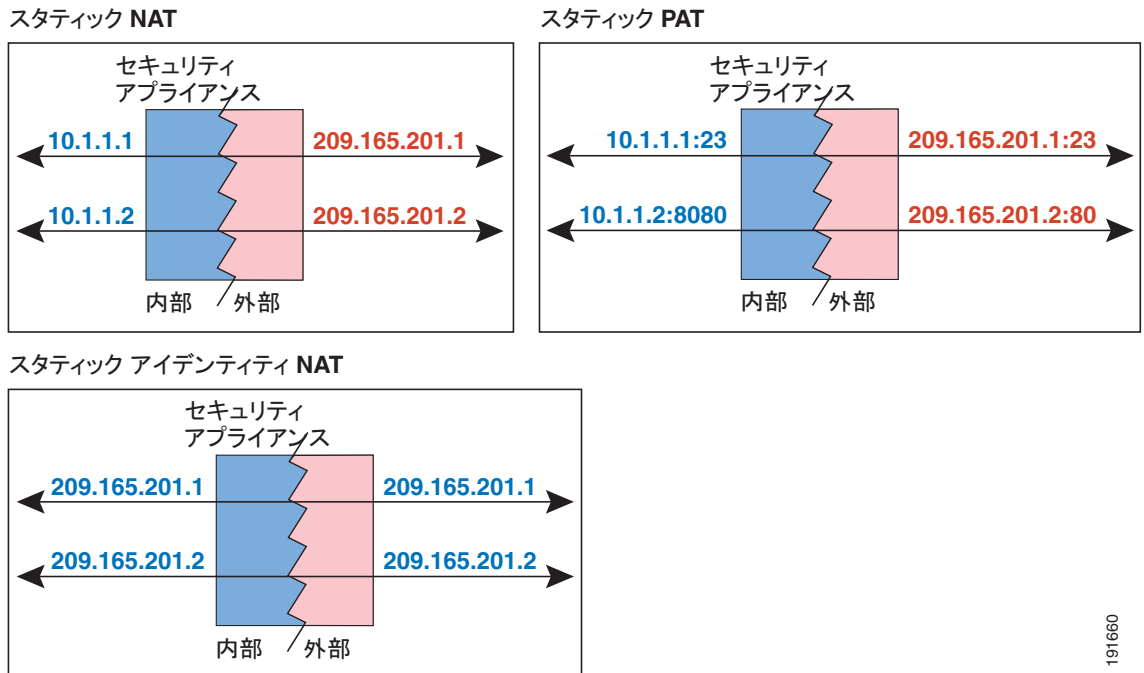 スタティック NAT
セキュリティ
アプライアンス
10.1.1.1
209.165.201.1
10.1.1.2
209.165.201.2
内部
外部
スタティック PAT
セキュリティ
アプライアンス
10.1.1.1:23
209.165.201.1:23
10.1.1.2:8080
209.165.201.2:80
内部
外部
スタティック アイデンティティ NAT
セキュリティ
アプライアンス
209.165.201.1
209.165.201.1
209.165.201.2
209.165.201.2
内部
外部
191660